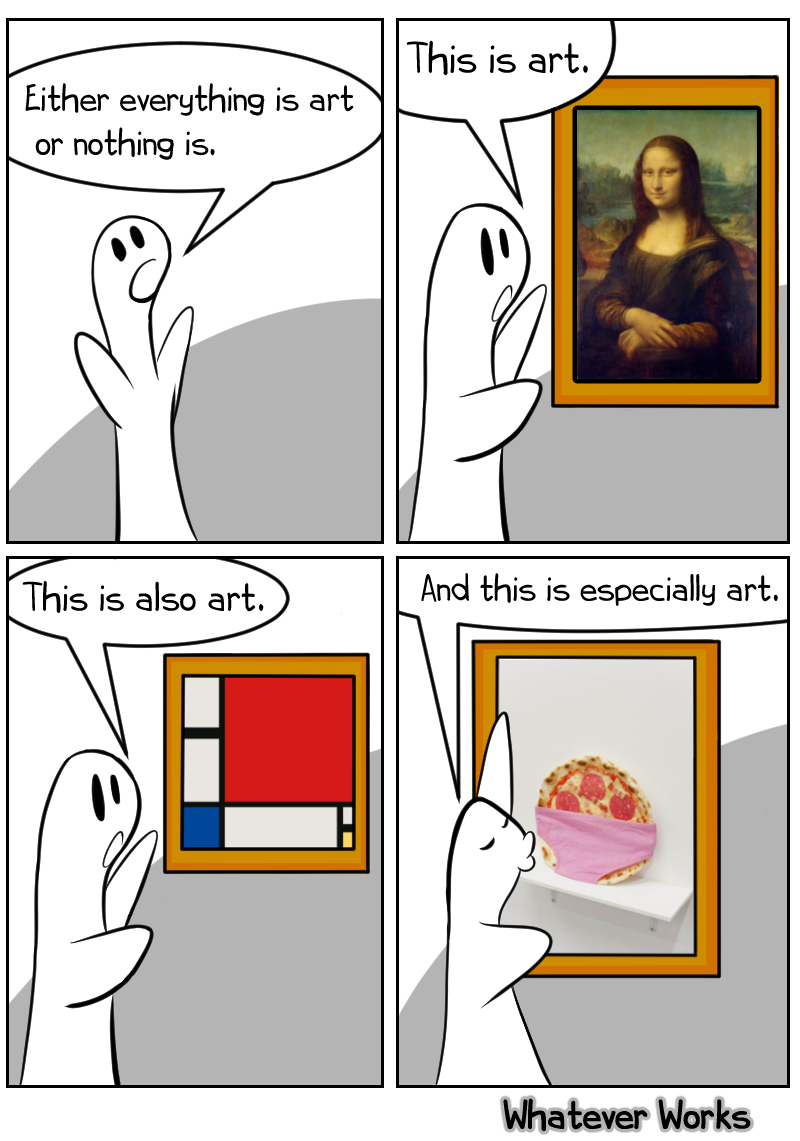 Either everything is art
or nothing is.
This is art.
This is also art.
And this is especially art.
Whatever Works